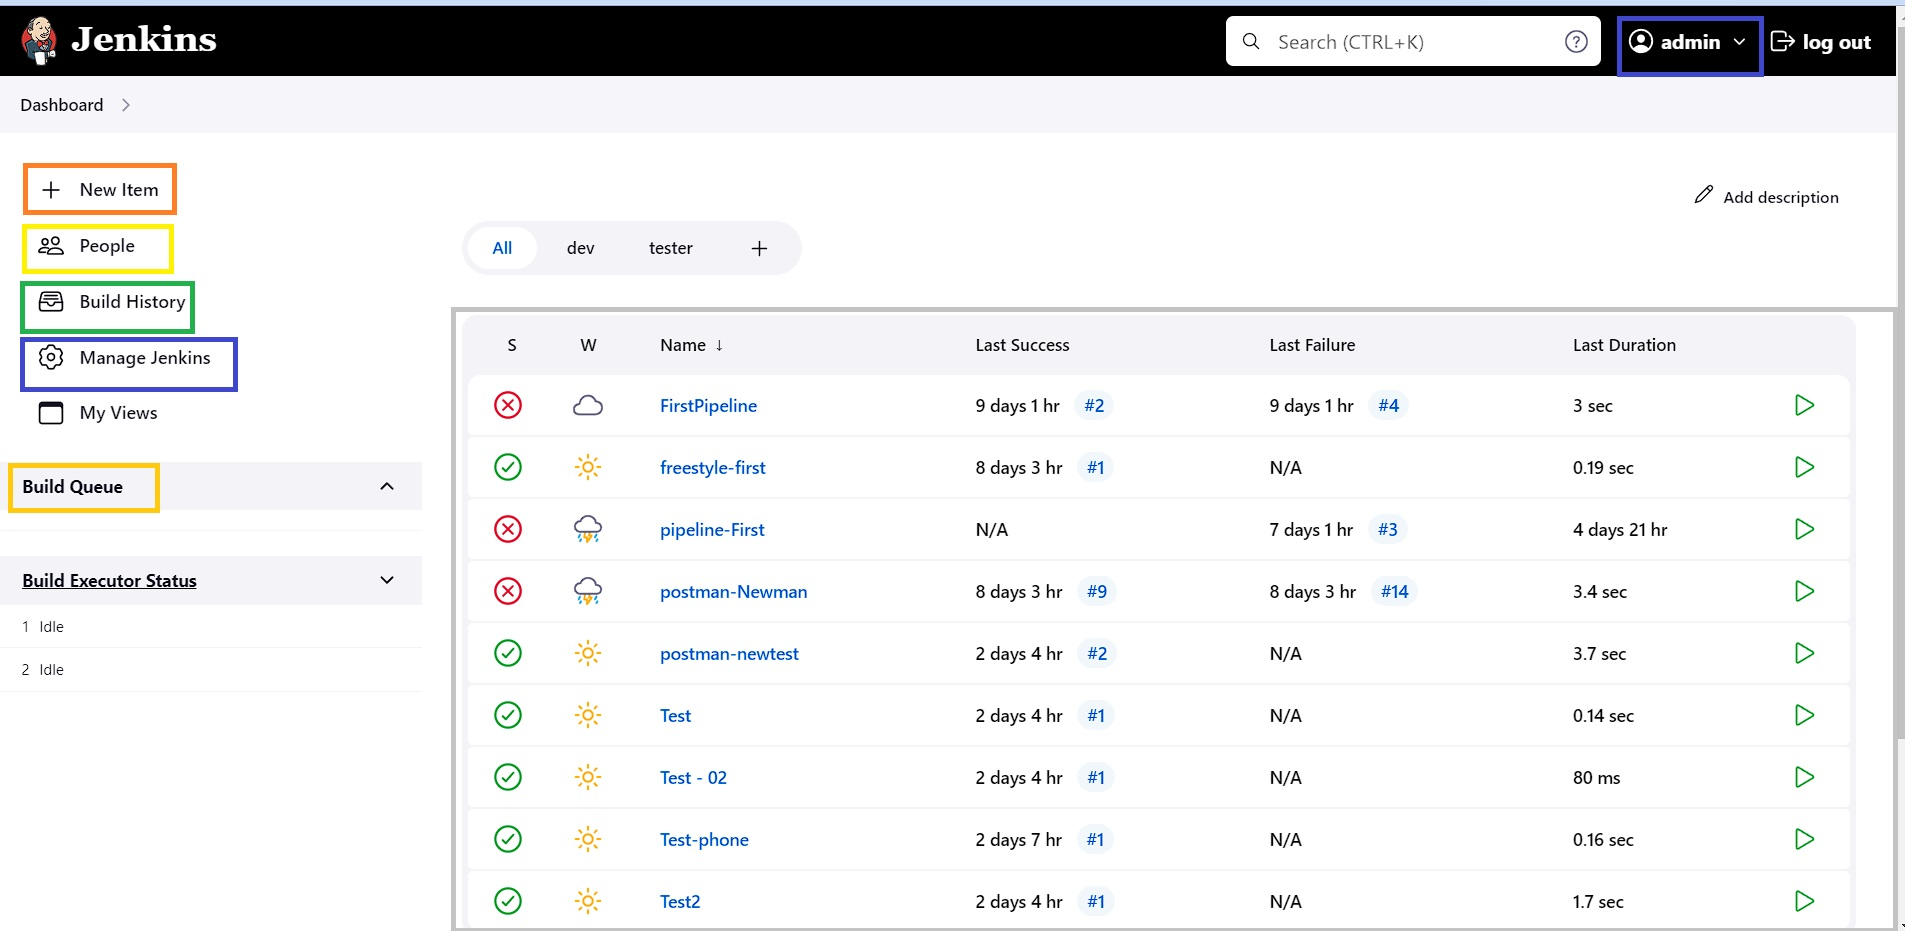 Jenkins
Search (CTRL+K)
admin
log out
Dashboard
New Item
People
Build History
Manage Jenkins
My Views
Build Queue
Build Executor Status
1 Idle
2 Idle
Add description
All dev tester
S W Name ↓ Last Success Last Failure Last Duration
FirstPipeline 9 days 1 hr #2 9 days 1 hr #4 3 sec
freestyle-first 8 days 3 hr #1 N/A 0.19 sec
pipeline-First N/A 7 days 1 hr #3 4 days 21 hr
postman-Newman 8 days 3 hr #9 8 days 3 hr #14 3.4 sec
postman-newtest 2 days 4 hr #2 N/A 3.7 sec
Test 2 days 4 hr #1 N/A 0.14 sec
Test - 02 2 days 4 hr #1 N/A 80 ms
Test-phone 2 days 7 hr #1 N/A 0.16 sec
Test2 2 days 4 hr #1 N/A 1.7 sec